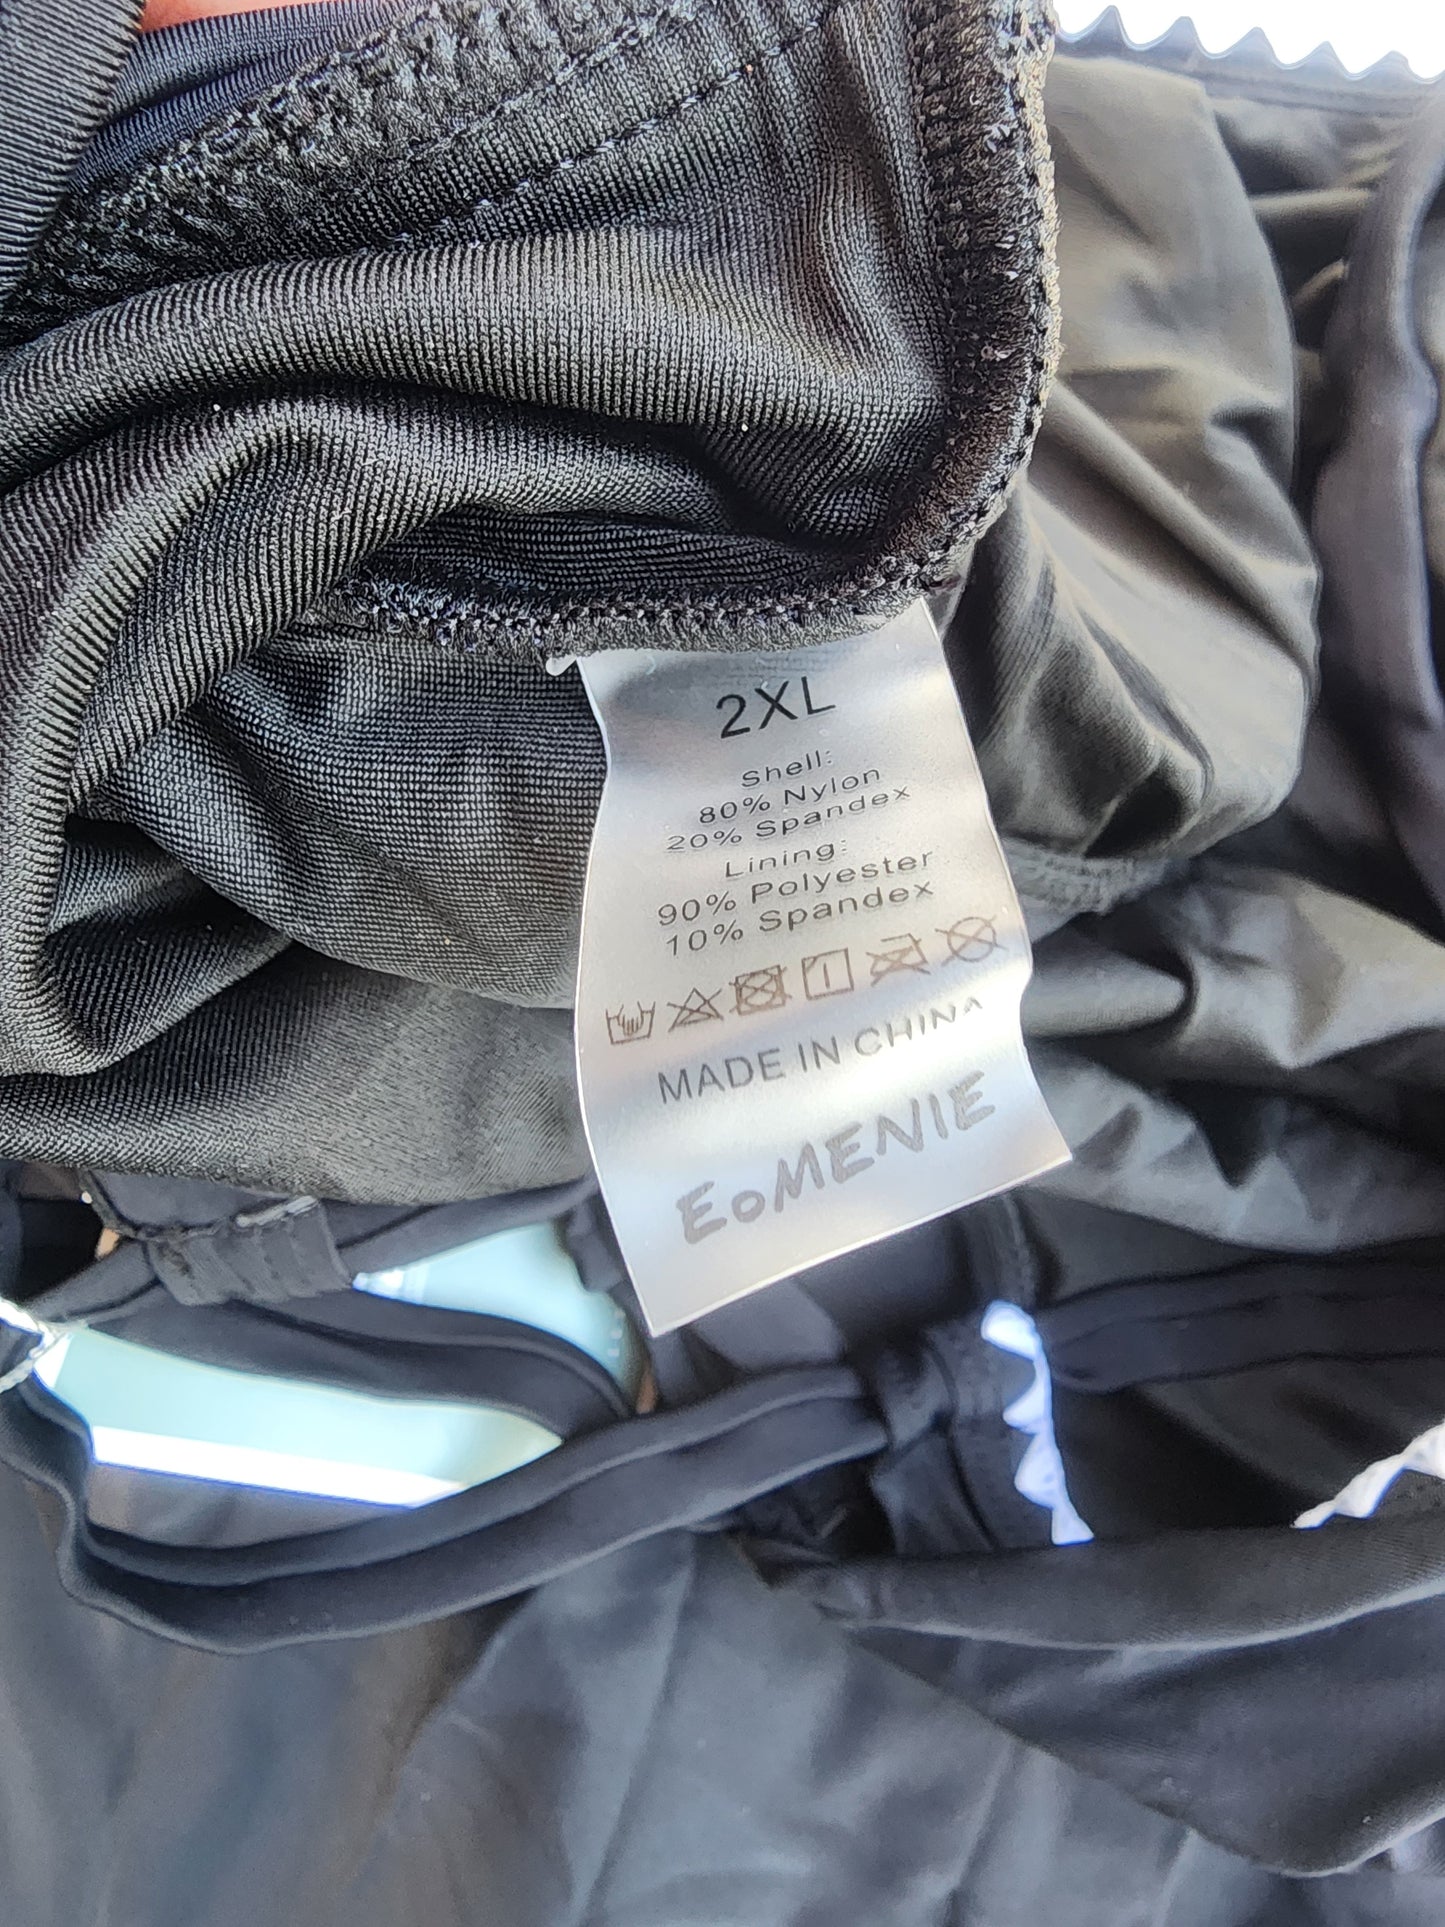 2XL
Shell:
80% Nylon
20% Spandex
Lining:
90% Polyester
10% Spandex
MADE IN CHINA
EoMENIE